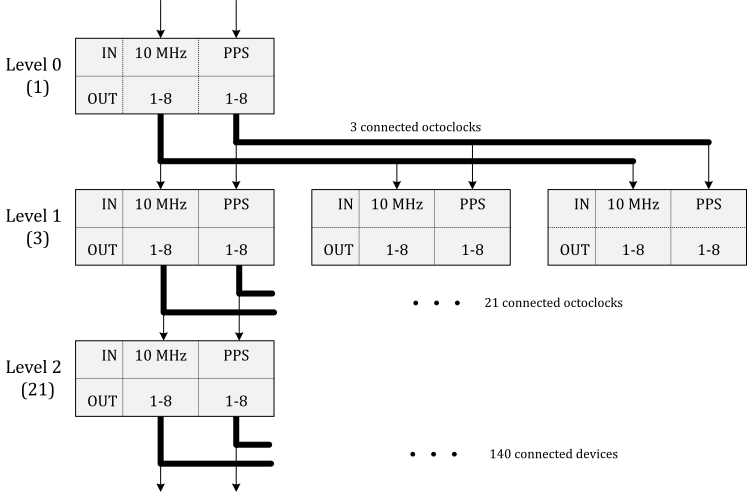 Level 0
(1)
IN 10 MHz PPS
OUT 1-8 1-8
3 connected octoclocks
Level 1
(3)
IN 10 MHz PPS IN 10 MHz PPS IN 10 MHz PPS
OUT 1-8 1-8 OUT 1-8 1-8 OUT 1-8 1-8
• • • 21 connected octoclocks
Level 2
(21)
IN 10 MHz PPS
OUT 1-8 1-8
• • • 140 connected devices